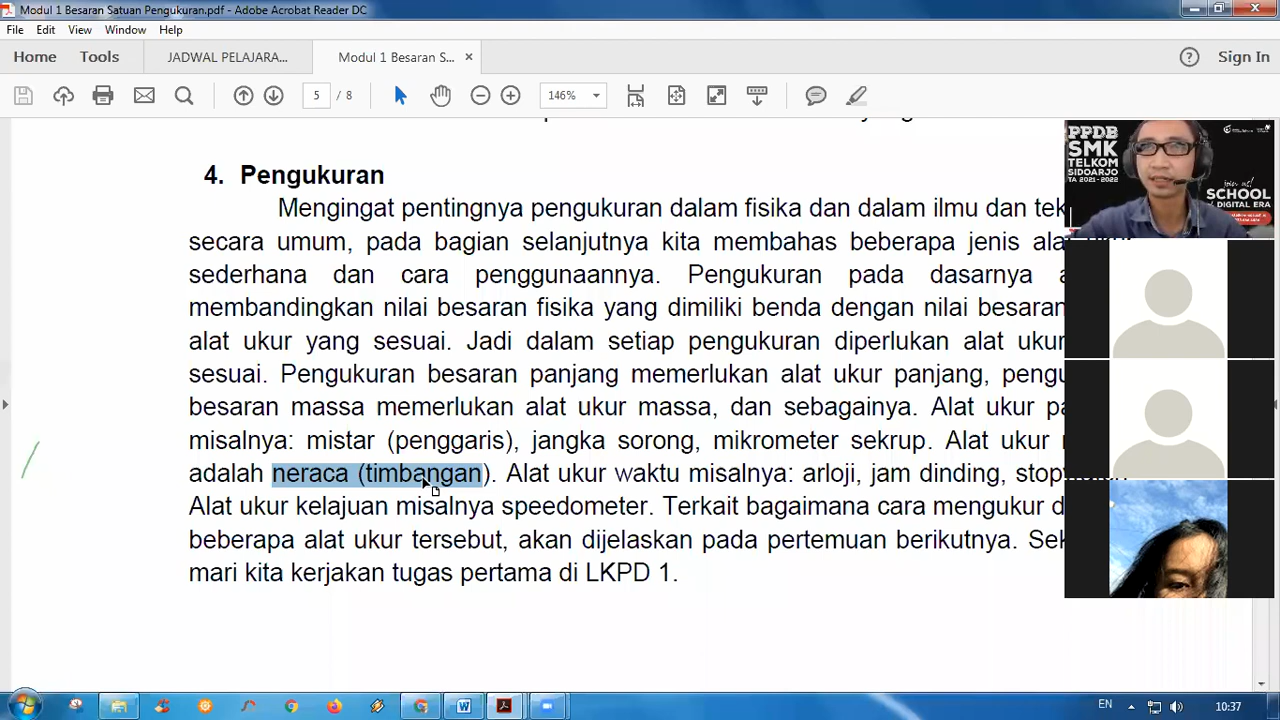 Modul 1 Besaran Satuan Pengukuran.pdf - Adobe Acrobat Reader DC
File Edit View Window Help
Home Tools JADWAL PELAJARA... Modul 1 Besaran S... × ? Sign In
5 / 8 146%
4. Pengukuran
Mengingat pentingnya pengukuran dalam fisika dan dalam ilmu dan
secara umum, pada bagian selanjutnya kita membahas beberapa jenis
sederhana dan cara penggunaannya. Pengukuran pada dasarnya
membandingkan nilai besaran fisika yang dimiliki benda dengan nilai besaran
alat ukur yang sesuai. Jadi dalam setiap pengukuran diperlukan alat ukur
sesuai. Pengukuran besaran panjang memerlukan alat ukur panjang,
besaran massa memerlukan alat ukur massa, dan sebagainya. Alat ukur
misalnya: mistar (penggaris), jangka sorong, mikrometer sekrup. Alat ukur
adalah neraca (timbangan). Alat ukur waktu misalnya: arloji, jam dinding,
Alat ukur kelajuan misalnya speedometer. Terkait bagaimana cara mengukur
beberapa alat ukur tersebut, akan dijelaskan pada pertemuan berikutnya.
mari kita kerjakan tugas pertama di LKPD 1.
PPDB
SMK
TELKOM
SIDOARJO
TA 2021-2022
join us!
SCHOOL
DIGITAL ERA
EN 10:37